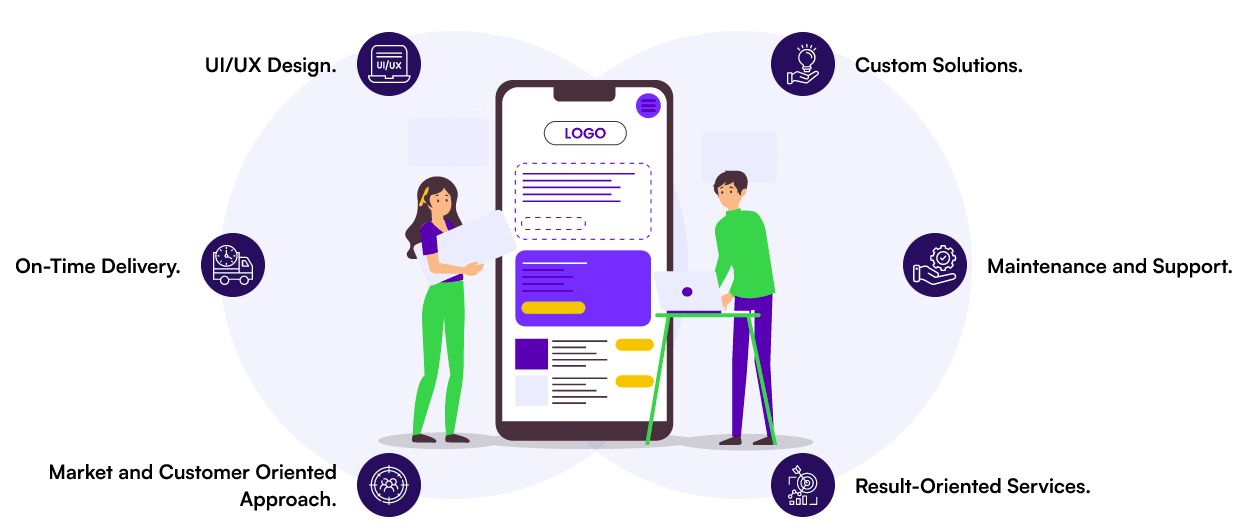 UI/UX Design.
UI/UX
Custom Solutions.
LOGO
On-Time Delivery.
Maintenance and Support.
Market and Customer Oriented
Approach.
Result-Oriented Services.